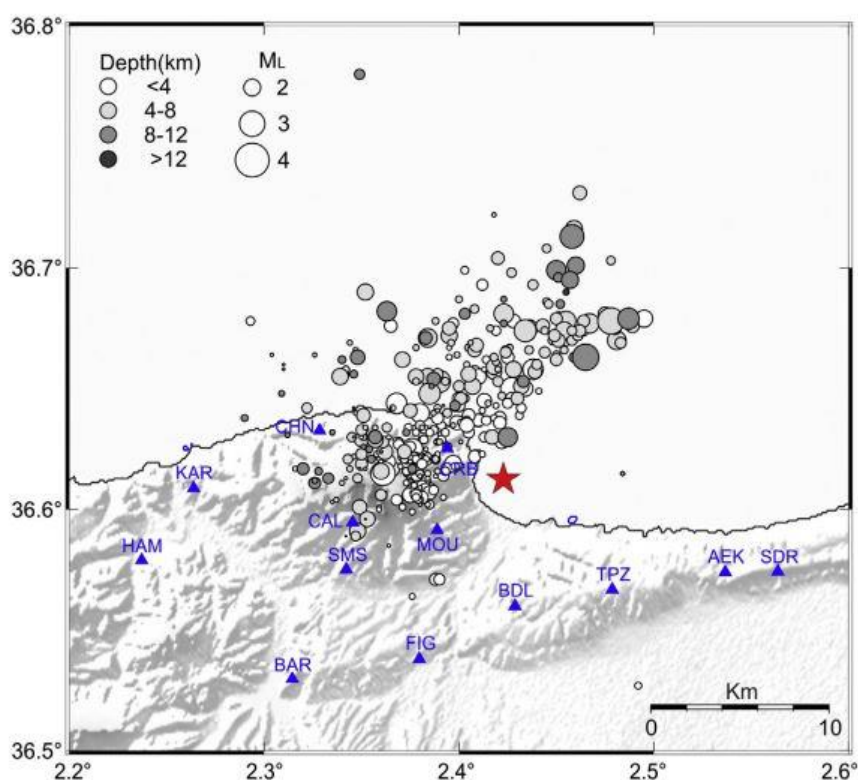 36.8°
Depth(km) M_L
<4 2
4-8 3
8-12 4
>12
36.7°
CHN
CRB
KAR
36.6°
CAL
MOU
HAM
SMS
AEK SDR
TPZ
BDL
FIG
BAR
Km
0 10
36.5°
2.2° 2.3° 2.4° 2.5° 2.6°